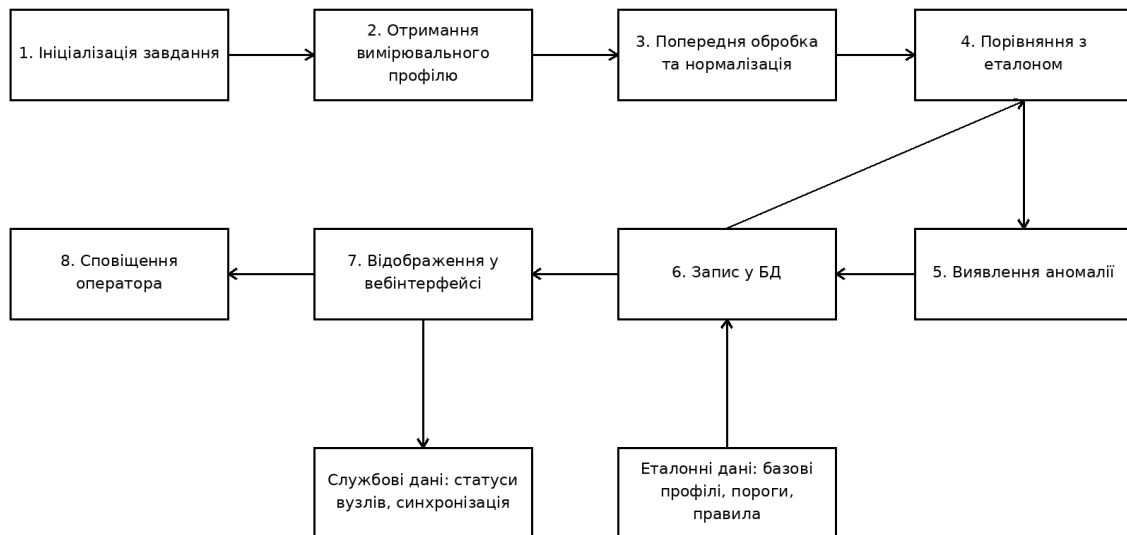 1. Ініціалізація завдання
2. Отримання
вимірювального
профілю
3. Попередня обробка
та нормалізація
4. Порівняння з
еталоном
8. Сповіщення
оператора
7. Відображення у
вебінтерфейсі
6. Запис у БД
5. Виявлення аномалії
Службові дані: статуси
вузлів, синхронізація
Еталонні дані: базові
профілі, пороги,
правила